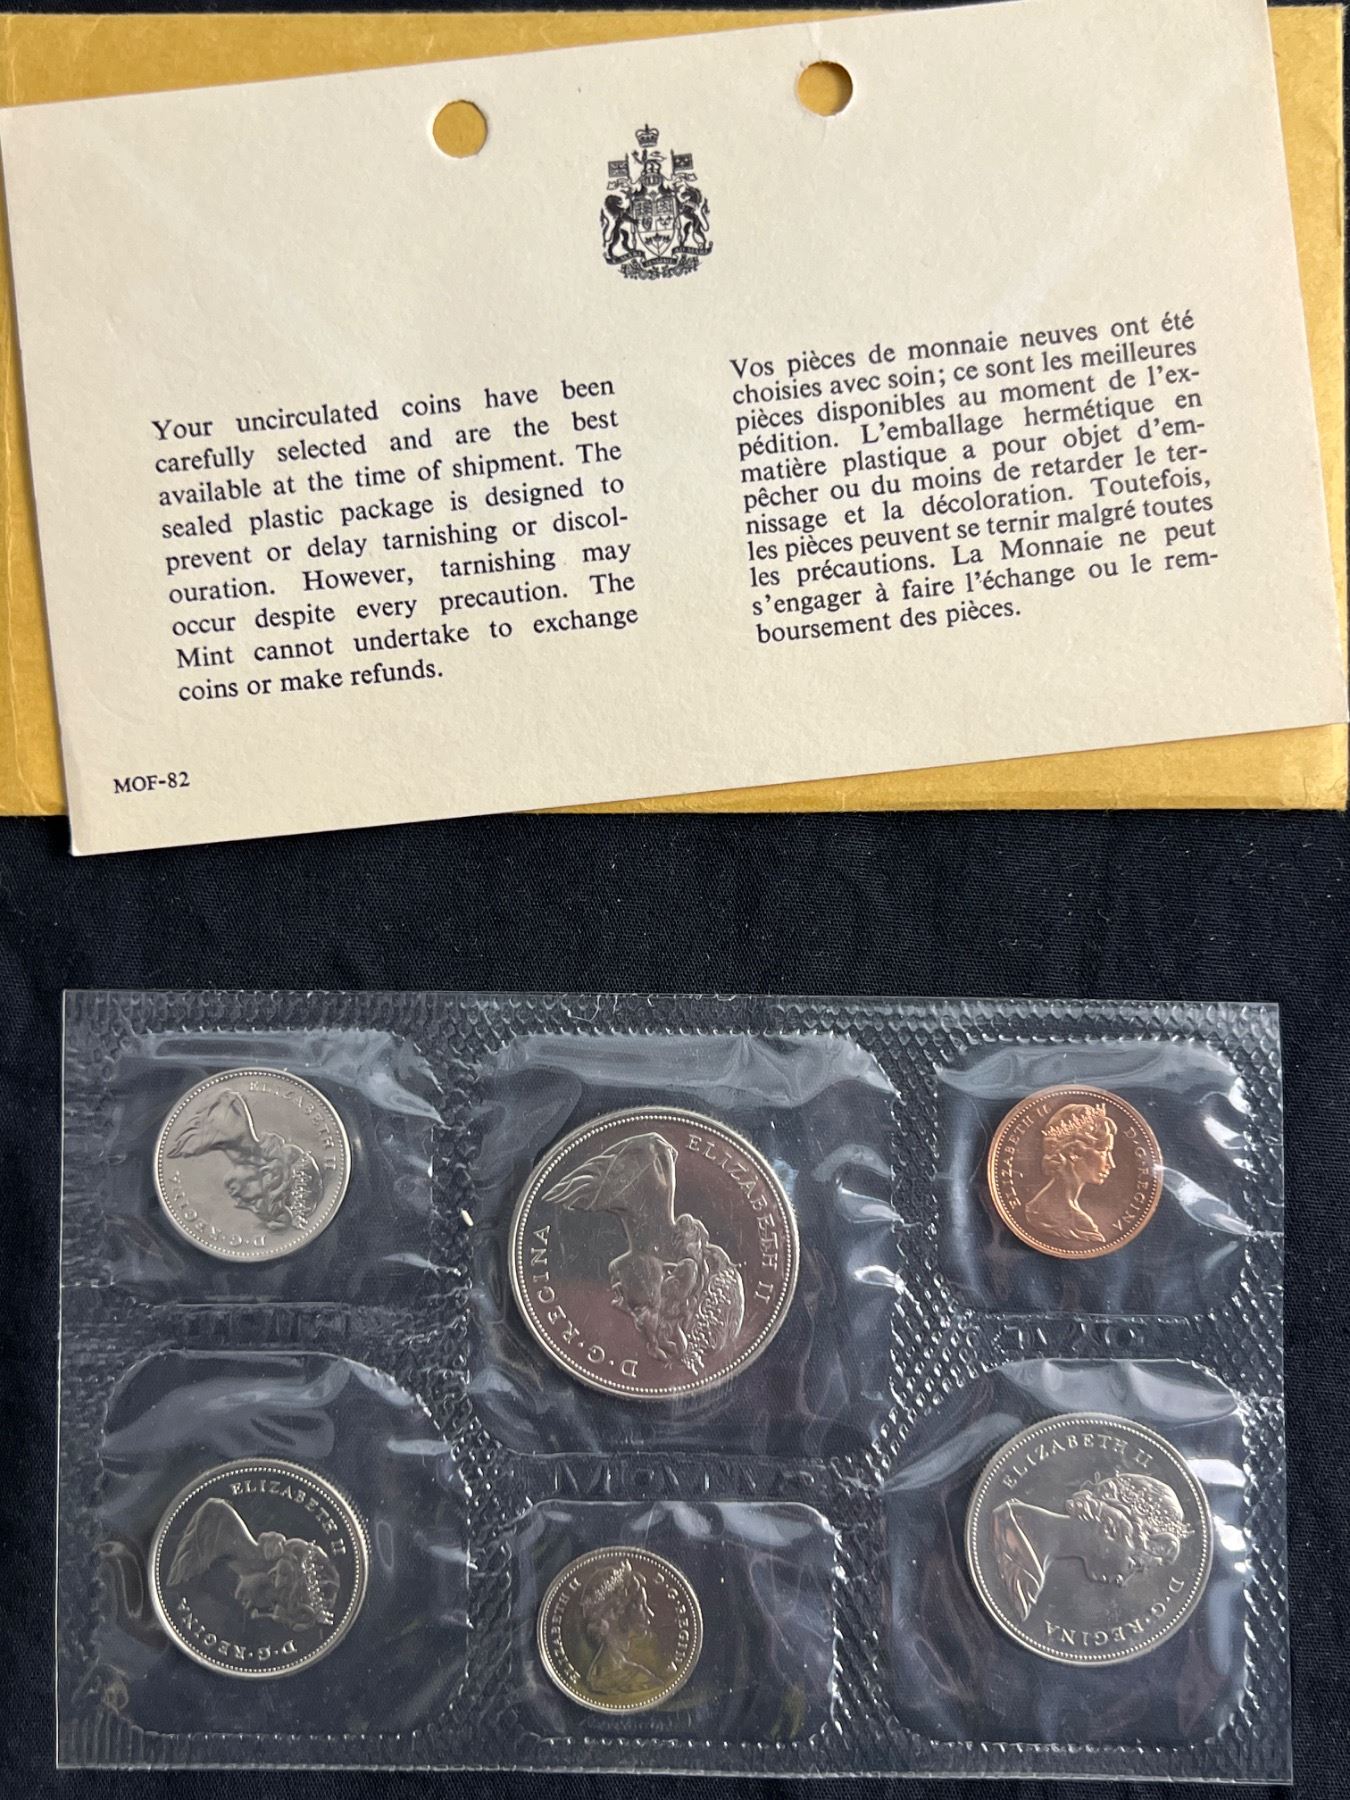 Your uncirculated coins have been
carefully selected and are the best
available at the time of shipment. The
sealed plastic package is designed to
prevent or delay tarnishing or discol-
ouration. However, tarnishing may
occur despite every precaution. The
Mint cannot undertake to exchange
coins or make refunds.
MOF-82
Vos pièces de monnaie neuves ont été
choisies avec soin; ce sont les meilleures
pièces disponibles au moment de l'ex-
pédition. L'emballage hermétique en
matière plastique a pour objet d'em-
pêcher ou du moins de retarder le ter-
nissage et la décoloration. Toutefois,
les pièces peuvent se ternir malgré toutes
les précautions. La Monnaie ne peut
s'engager à faire l'échange ou le rem-
boursement des pièces.
ELIZABETH II D·G·REGINA
ELIZABETH II D·G·REGINA
ELIZABETH II D·G·REGINA
ELIZABETH II D·G·REGINA
ELIZABETH II D·G·REGINA
ELIZABETH II D·G·REGINA